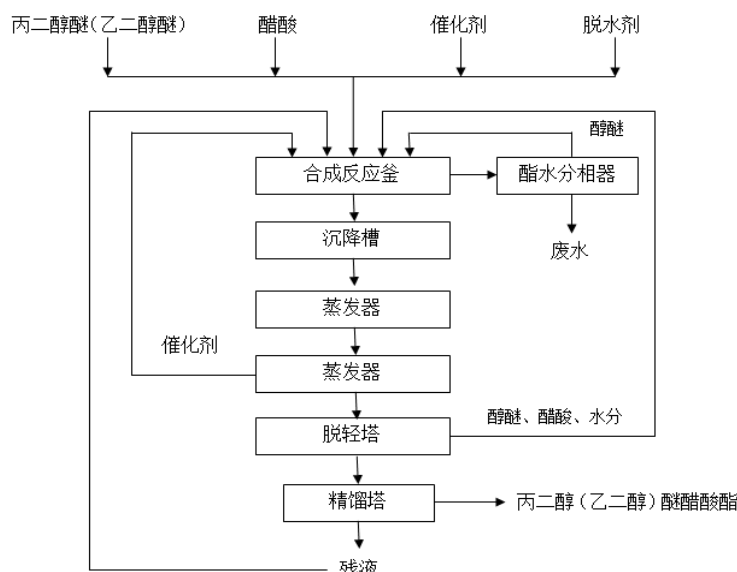 丙二醇醚(乙二醇醚)
醋酸
催化剂
脱水剂
醇醚
合成反应釜
酯水分相器
沉降槽
废水
蒸发器
催化剂
蒸发器
醇醚、醋酸、水分
脱轻塔
精馏塔
丙二醇(乙二醇)醚醋酸酯
残液